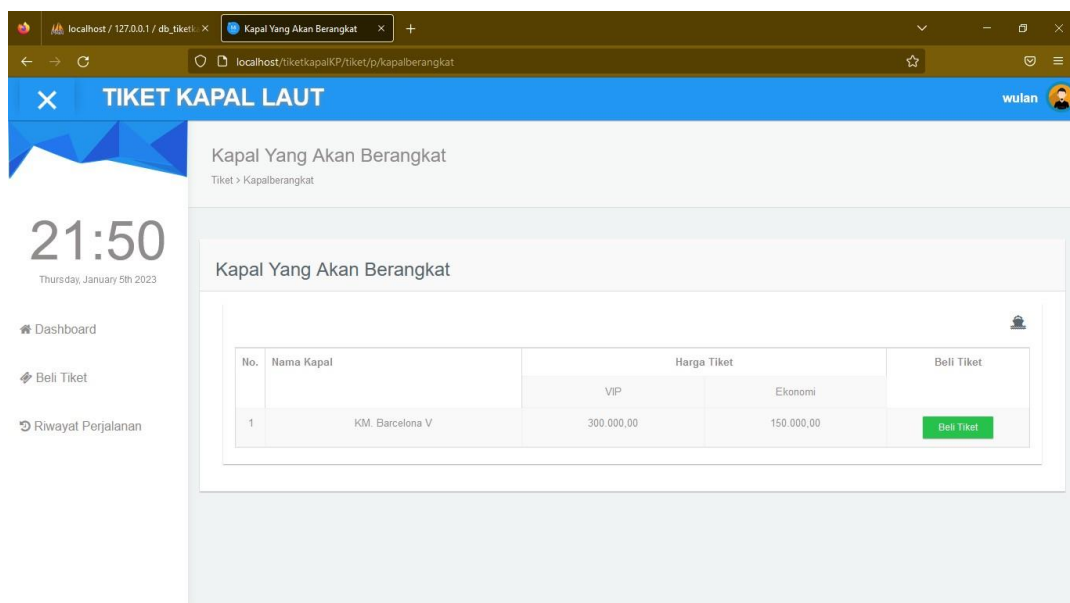 localhost / 127.0.0.1 / db_tiketk
Kapal Yang Akan Berangkat
localhost/tiketkapalKP/tiket/p/kapalberangkat
TIKET KAPAL LAUT
wulan
Kapal Yang Akan Berangkat
Tiket > Kapalberangkat
21:50
Thursday, January 5th 2023
Dashboard
Beli Tiket
Riwayat Perjalanan
Kapal Yang Akan Berangkat
No. Nama Kapal Harga Tiket Beli Tiket
VIP Ekonomi
1 KM. Barcelona V 300.000,00 150.000,00 Beli Tiket